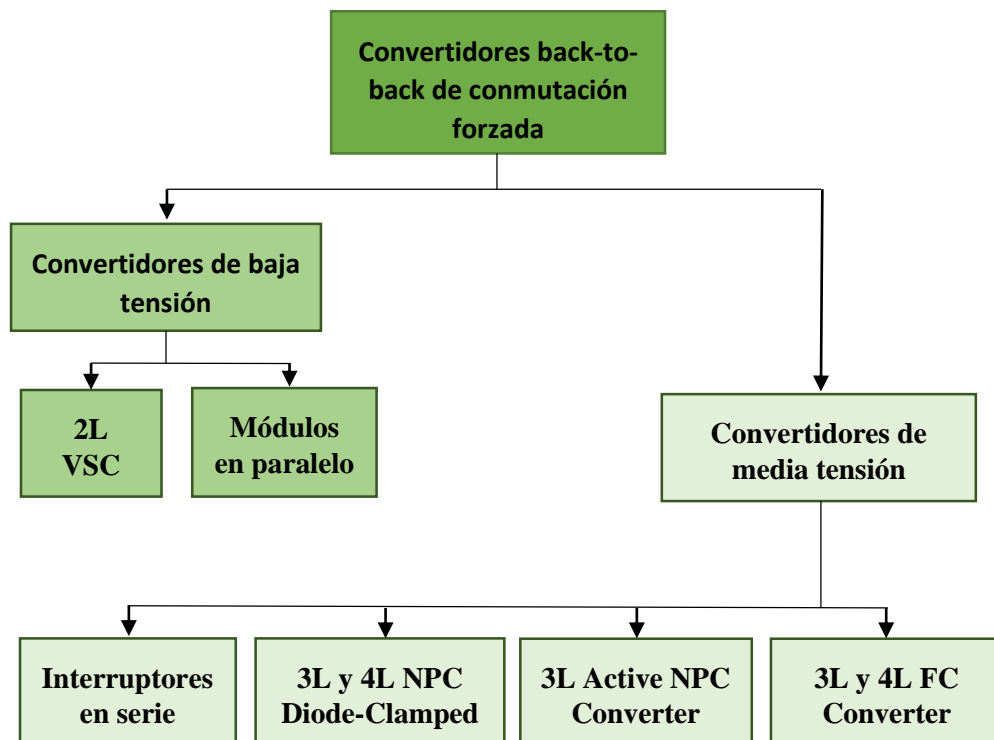 Convertidores back-to-
back de conmutación
forzada
Convertidores de baja
tensión
2L
VSC
Módulos
en paralelo
Convertidores de
media tensión
Interruptores
en serie
3L y 4L NPC
Diode-Clamped
3L Active NPC
Converter
3L y 4L FC
Converter